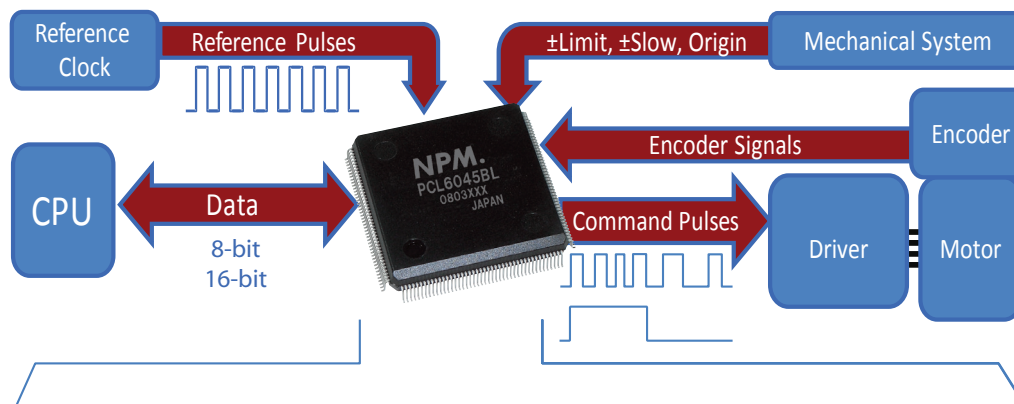 Reference
Clock
Reference Pulses
±Limit, ±Slow, Origin
Mechanical System
Encoder Signals
Encoder
CPU
Data
8-bit
16-bit
NPM.
PCL6045BL
0803XXX
JAPAN
Command Pulses
Driver
Motor